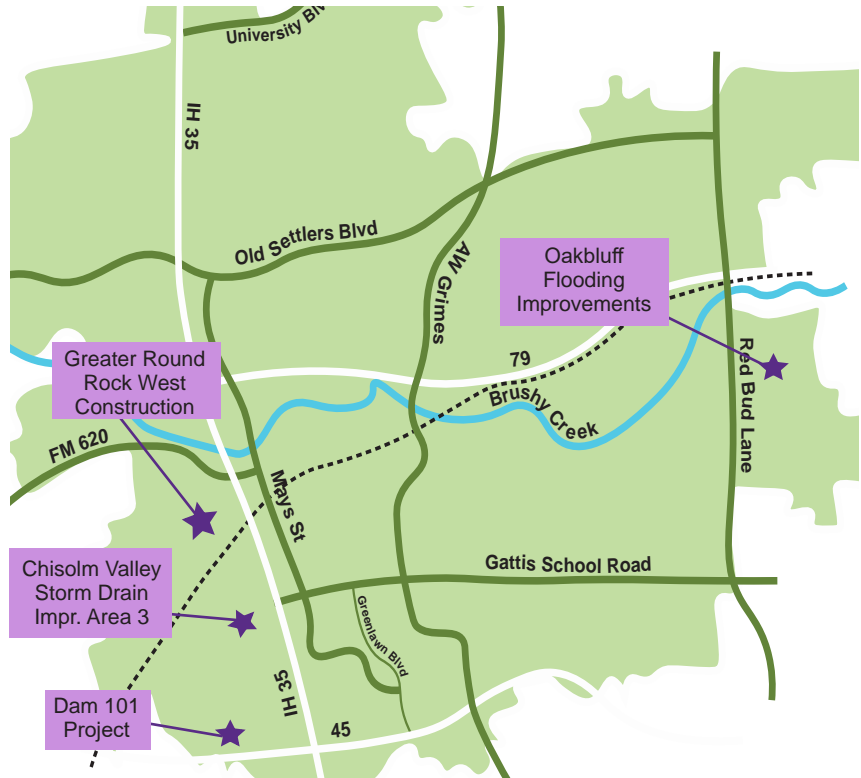 University Blv
IH 35
Old Settlers Blvd
AW Grimes
Oakbluff
Flooding
Improvements
Greater Round
Rock West
Construction
79
Brushy Creek
Red Bud Lane
FM 620
Mays St
Chisolm Valley
Storm Drain
Impr. Area 3
Gattis School Road
Greenlawn Blvd
IH 35
Dam 101
Project
45